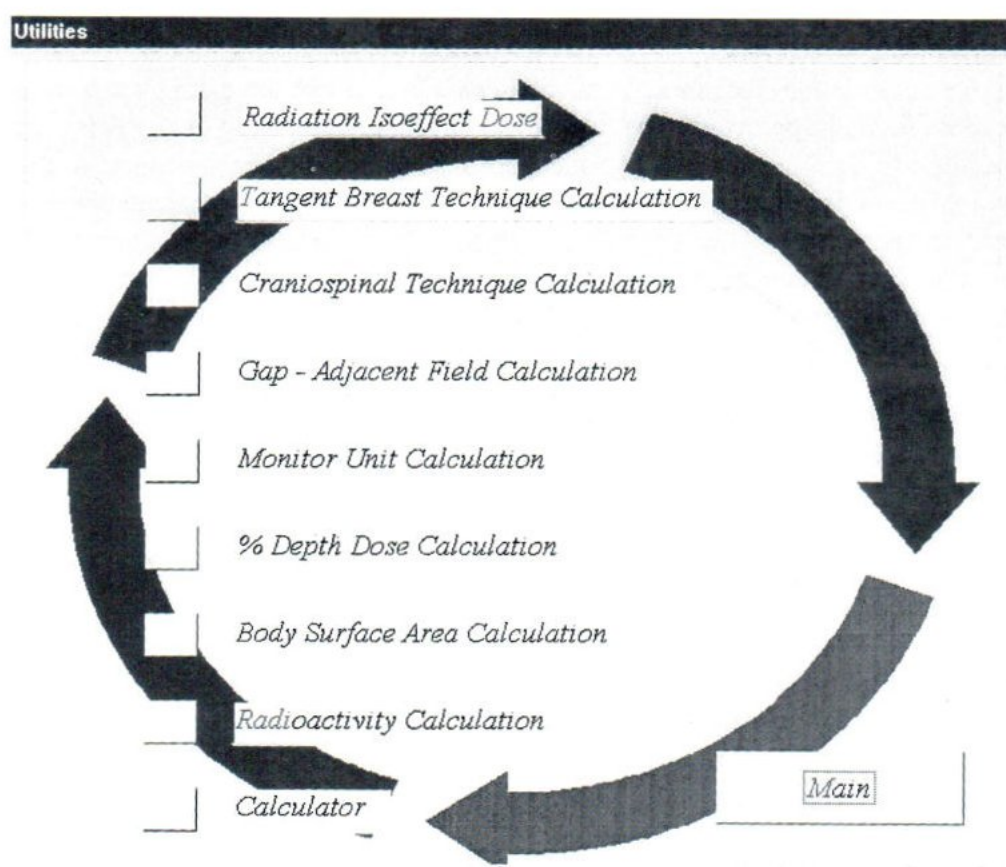 Utilities
Radiation Isoeffect Dose
Tangent Breast Technique Calculation
Craniospinal Technique Calculation
Gap - Adjacent Field Calculation
Monitor Unit Calculation
% Depth Dose Calculation
Body Surface Area Calculation
Radioactivity Calculation
Calculator
Main